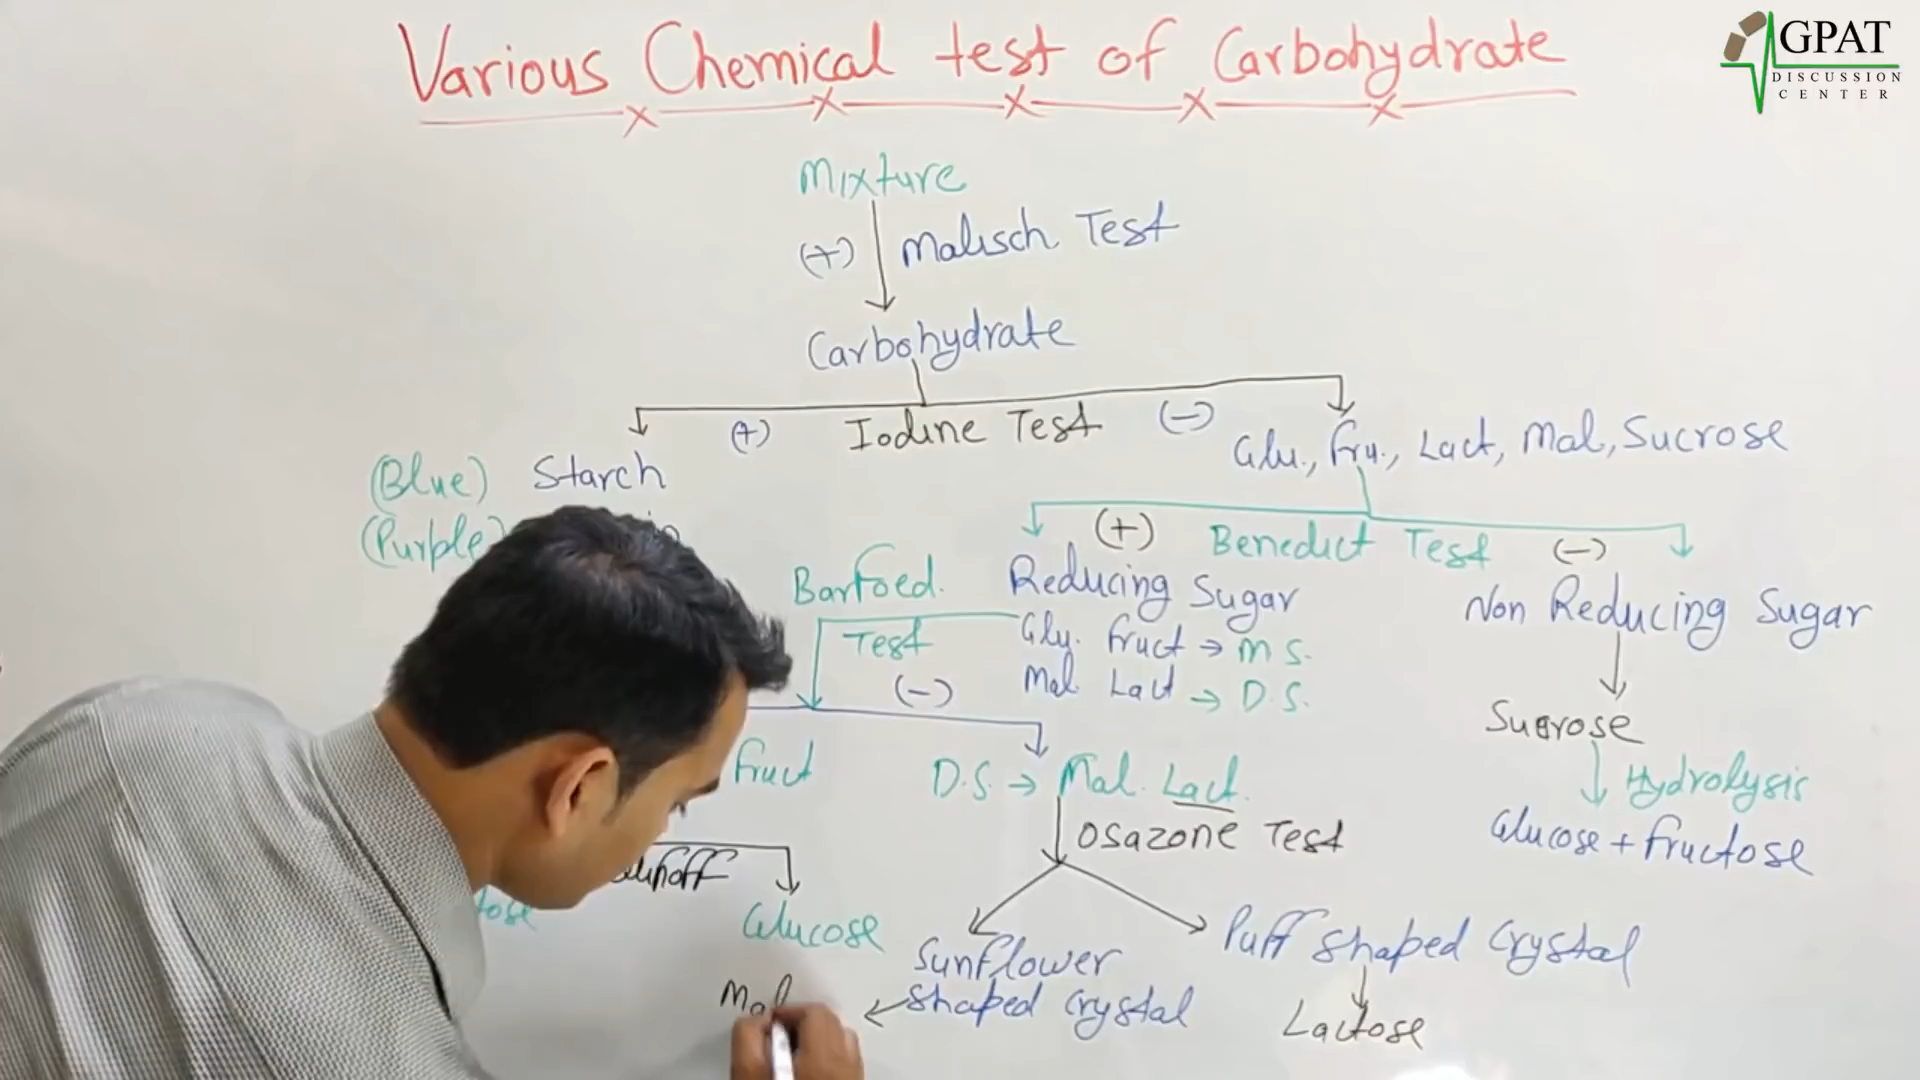 Various Chemical test of Carbohydrate
GPAT
DISCUSSION
CENTER
Mixture
(+) Molisch Test
Carbohydrate
(+) Iodine Test (-)
(Blue) Starch
(Purple)
Glu., Fru., Lact, Mal, Sucrose
(+) Benedict Test (-)
Barfoed. Test
(-)
Reducing Sugar
Glu. Fruct → M S.
Mal Lact → D.S.
Non Reducing Sugar
Sucrose
Hydrolysis
Glucose + Fructose
Fruct
D.S. → Mal. Lact.
Osazone Test
Glucose
Sunflower
Shaped Crystal
Puff Shaped Crystal
Lactose
Mal